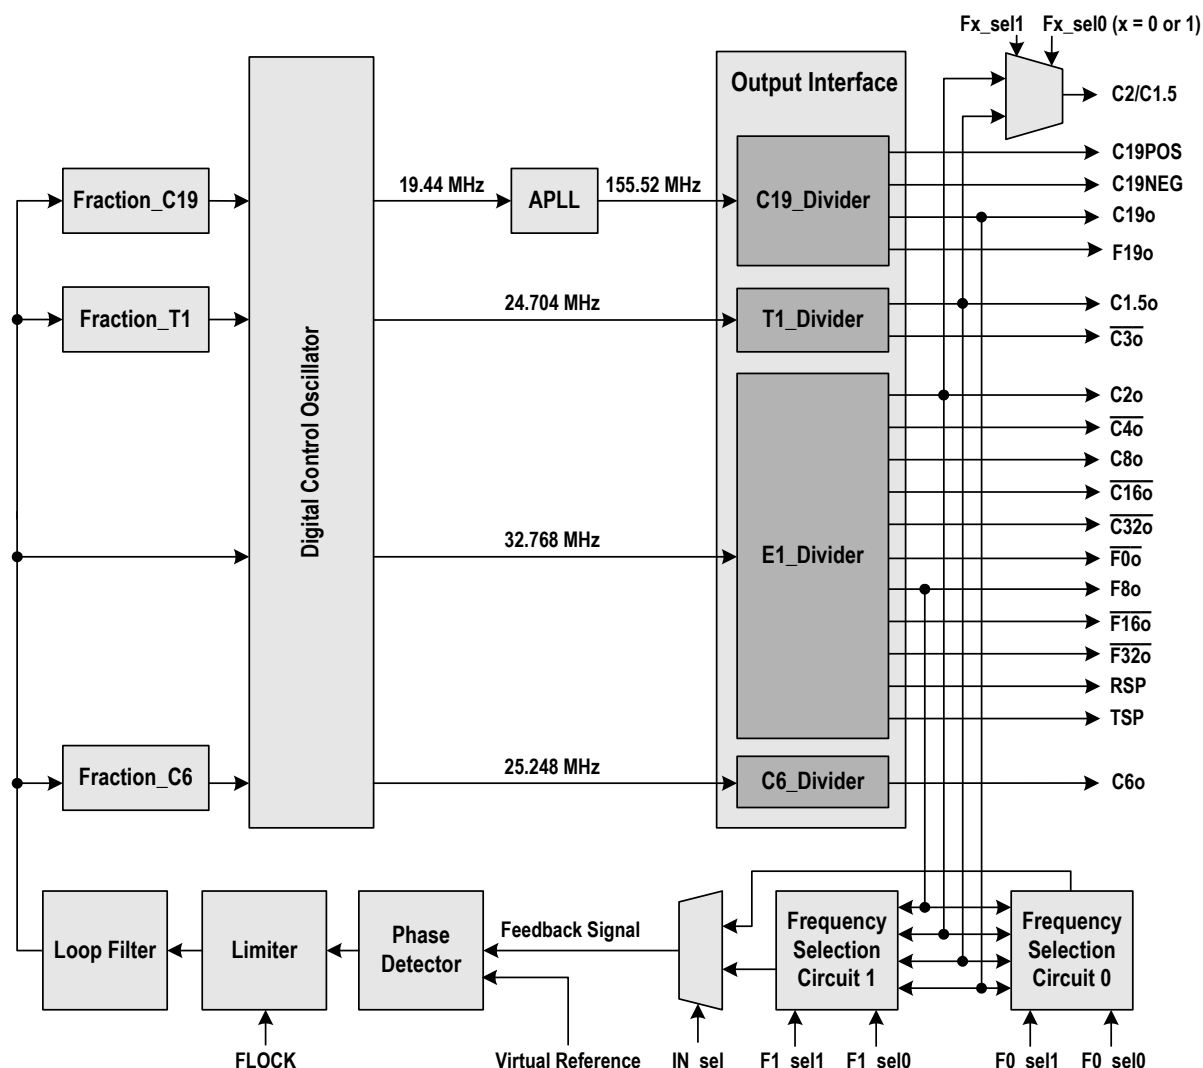 Fx_sel1
Fx_sel0 (x = 0 or 1)
Output Interface
C2/C1.5
C19POS
19.44 MHz
155.52 MHz
C19NEG
Fraction_C19
APLL
C19_Divider
C19o
F19o
24.704 MHz
C1.5o
Fraction_T1
T1_Divider
C3o
Digital Control Oscillator
C2o
C4o
C8o
C16o
C32o
32.768 MHz
E1_Divider
F0o
F8o
F16o
F32o
RSP
TSP
25.248 MHz
Fraction_C6
C6_Divider
C6o
Loop Filter
Limiter
Phase
Detector
Feedback Signal
Frequency
Selection
Circuit 1
Frequency
Selection
Circuit 0
FLOCK
Virtual Reference
IN_sel
F1_sel1
F1_sel0
F0_sel1
F0_sel0